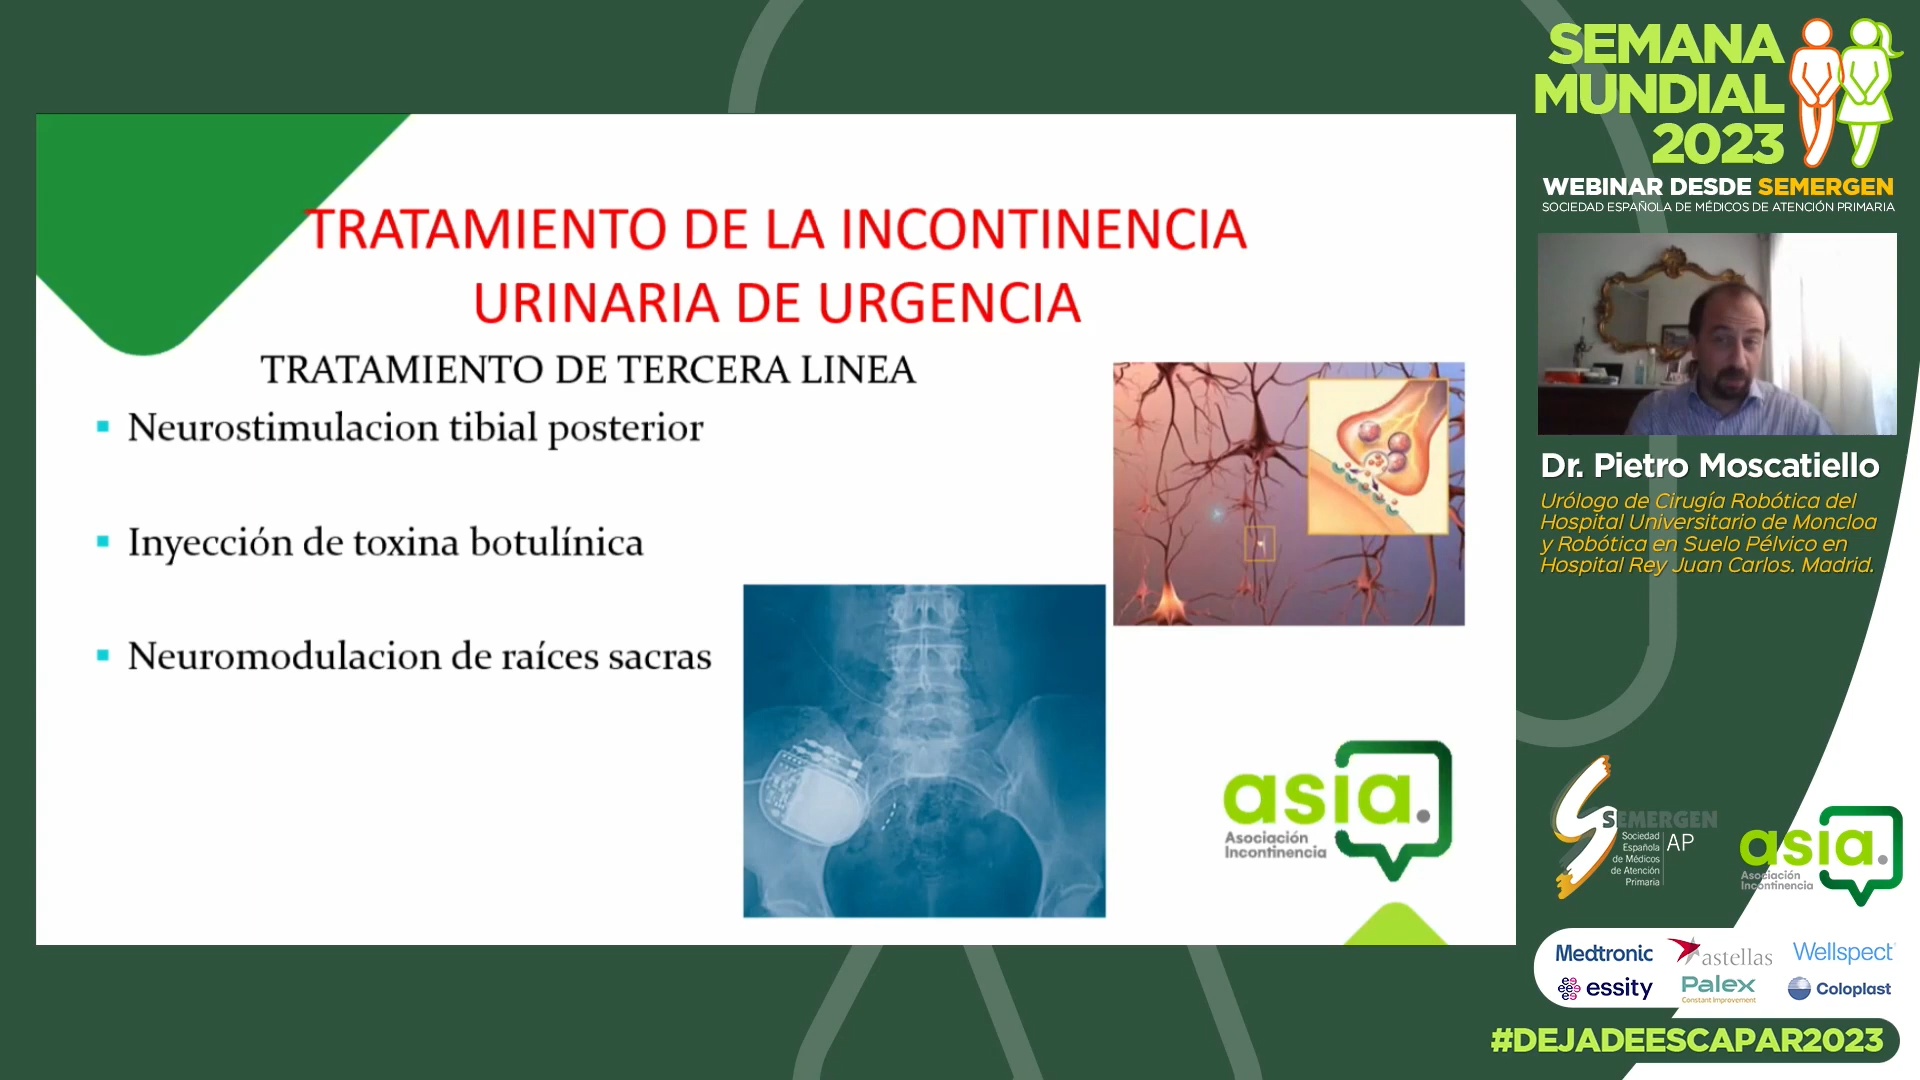 TRATAMIENTO DE LA INCONTINENCIA
URINARIA DE URGENCIA
TRATAMIENTO DE TERCERA LINEA
Neurostimulacion tibial posterior
Inyección de toxina botulínica
Neuromodulacion de raíces sacras
asia.
Asociación
Incontinencia
SEMANA
MUNDIAL
2023
WEBINAR DESDE SEMERGEN
SOCIEDAD ESPAÑOLA DE MÉDICOS DE ATENCIÓN PRIMARIA
Dr. Pietro Moscatiello
Urólogo de Cirugía Robótica del
Hospital Universitario de Moncloa
y Robótica en Suelo Pélvico en
Hospital Rey Juan Carlos. Madrid.
SEMERGEN
Sociedad
Española
de Médicos
de Atención
Primaria
AP
asia.
Asociación
Incontinencia
Medtronic
astellas
Wellspect
essity
Palex
Constant Improvement
Coloplast
#DEJADEESCAPAR2023